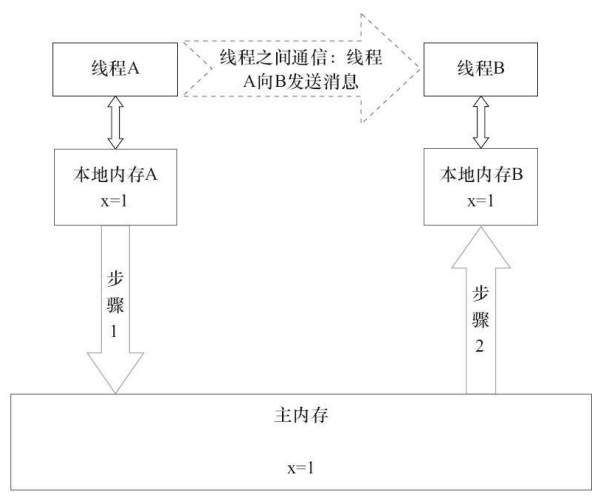 线程A
线程之间通信：线程
A向B发送消息
线程B
本地内存A
x=1
本地内存B
x=1
步
骤
1
步
骤
2
主内存
x=1